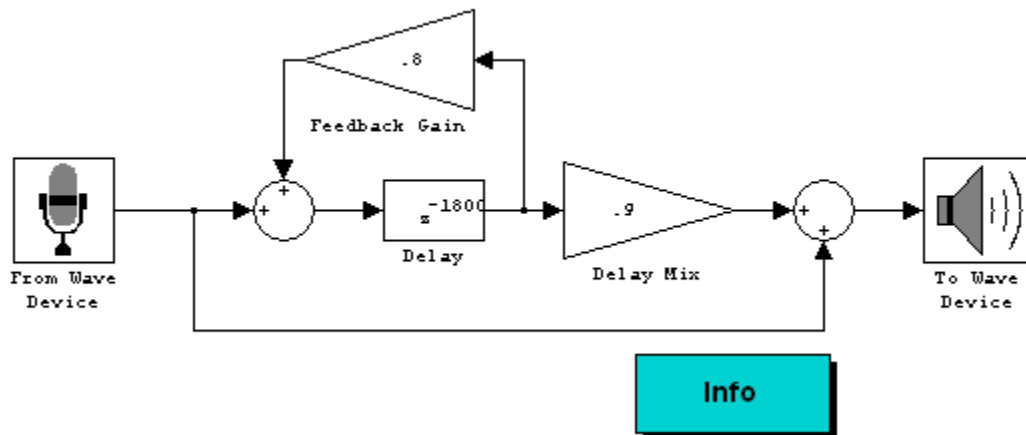 .8
Feedback Gain
+
+
z^-1800
.9
+
+
From Wave
Device
Delay
Delay Mix
To Wave
Device
Info